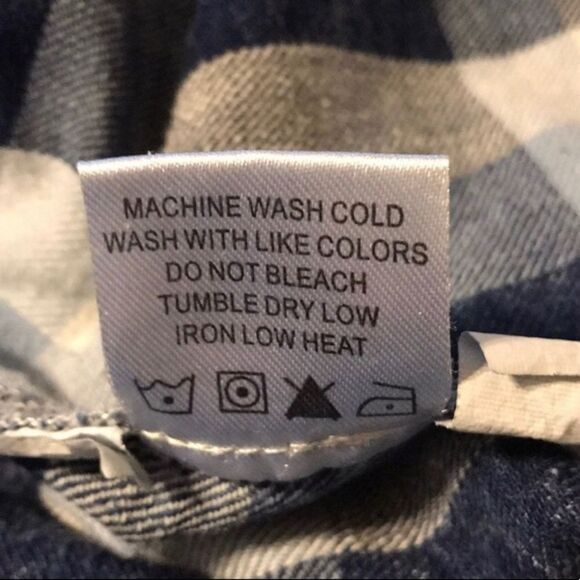 MACHINE WASH COLD
WASH WITH LIKE COLORS
DO NOT BLEACH
TUMBLE DRY LOW
IRON LOW HEAT